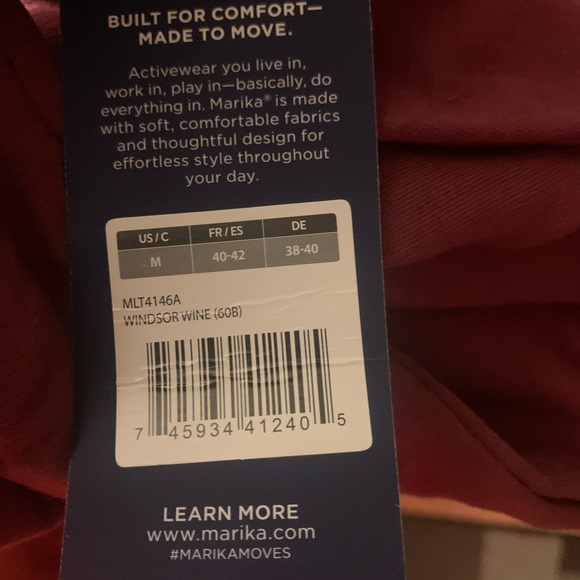 BUILT FOR COMFORT—
MADE TO MOVE.
Activewear you live in,
work in, play in—basically, do
everything in. Marika® is made
with soft, comfortable fabrics
and thoughtful design for
effortless style throughout
your day.
US / C FR / ES DE
M 40-42 38-40
MLT4146A
WINDSOR WINE (60B)
7 45934 41240 5
LEARN MORE
www.marika.com
#MARIKAMOVES